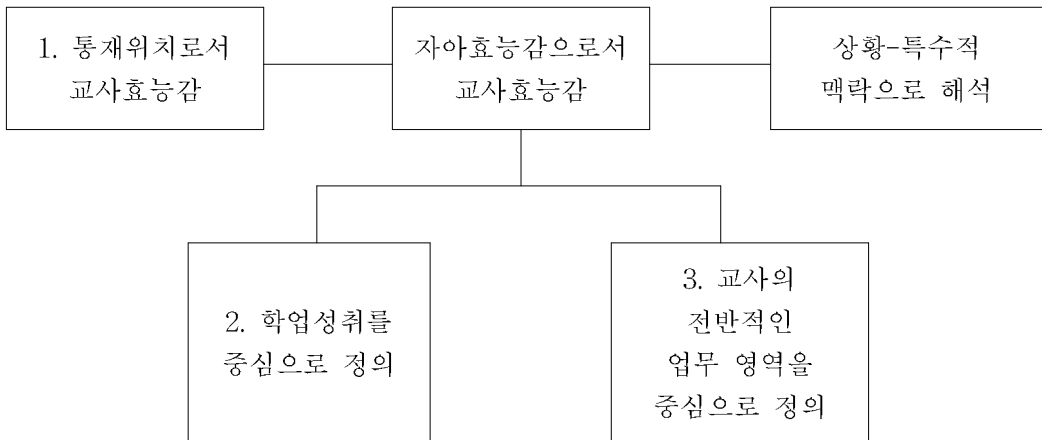 1. 통재위치로서
교사효능감
자아효능감으로서
교사효능감
상황-특수적
맥락으로 해석
2. 학업성취를
중심으로 정의
3. 교사의
전반적인
업무 영역을
중심으로 정의